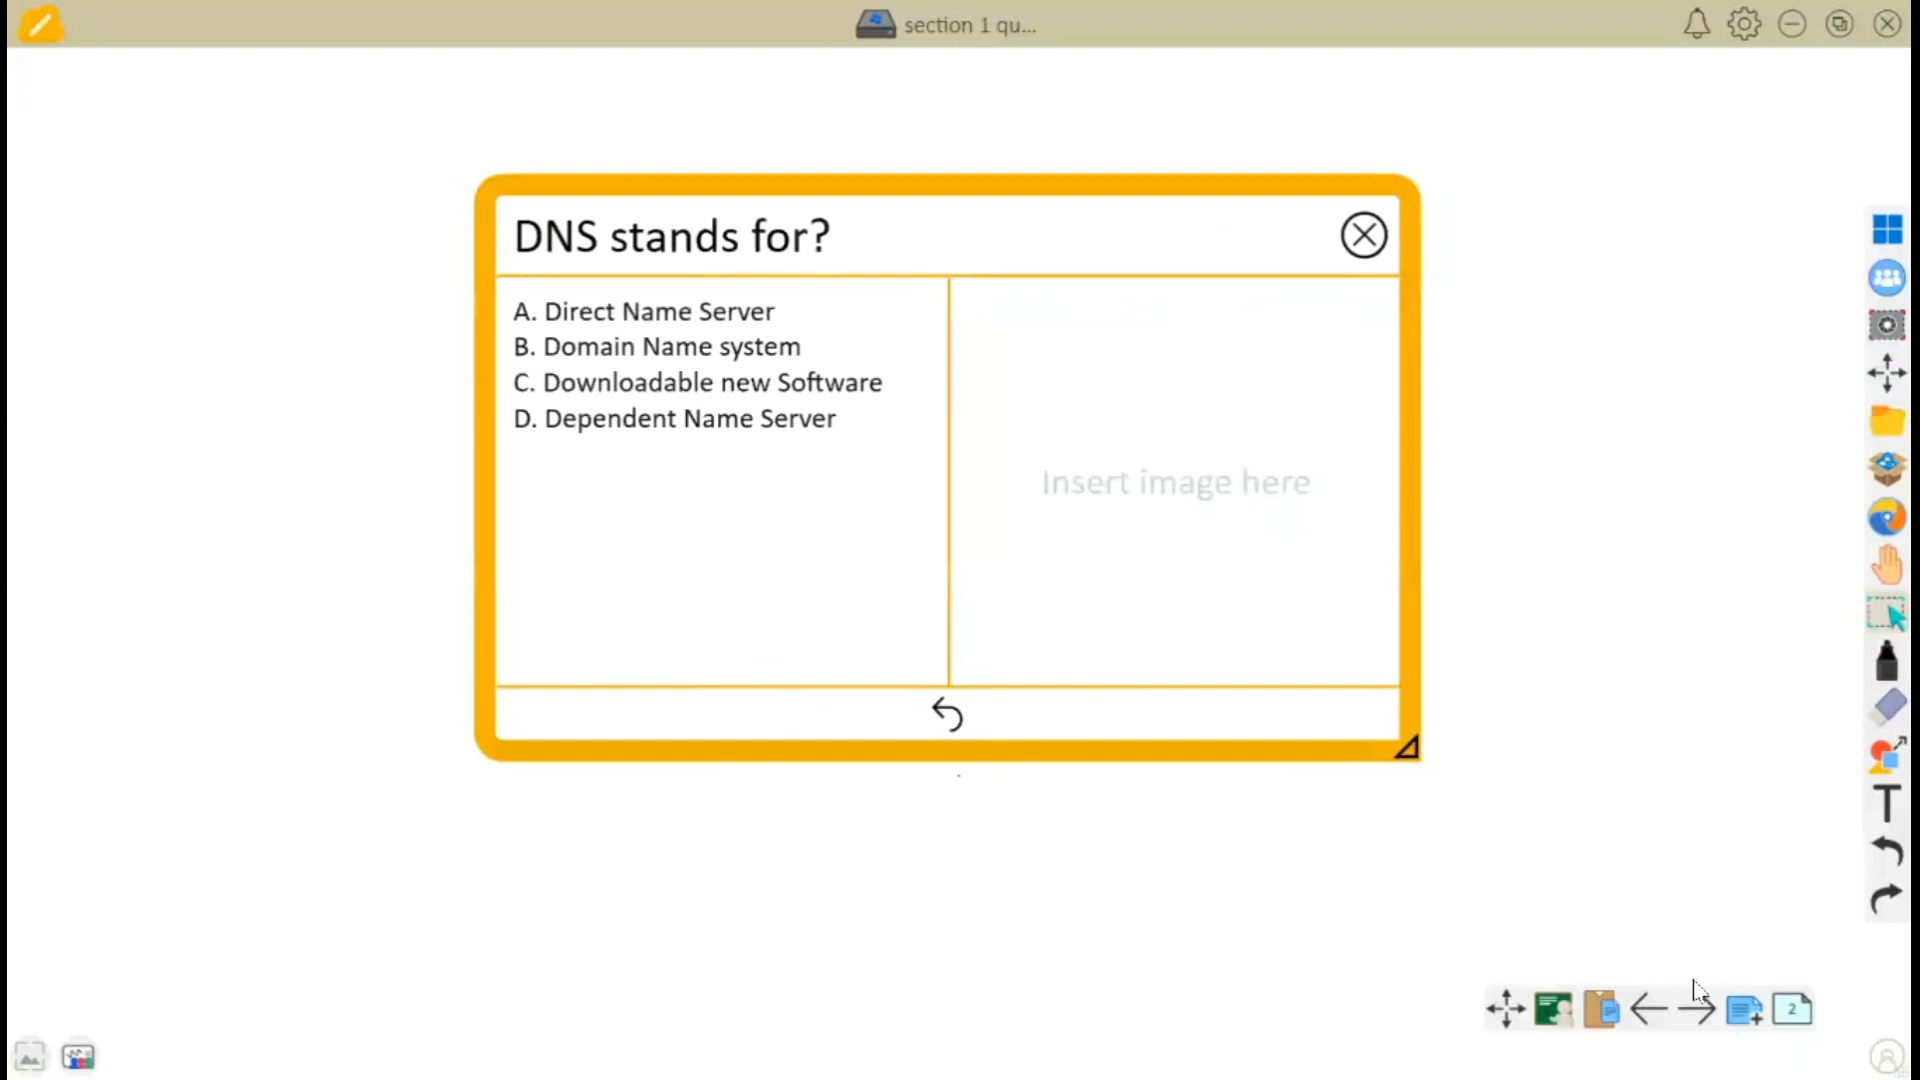 section 1 qu...
DNS stands for?
A. Direct Name Server
B. Domain Name system
C. Downloadable new Software
D. Dependent Name Server
Insert image here
2